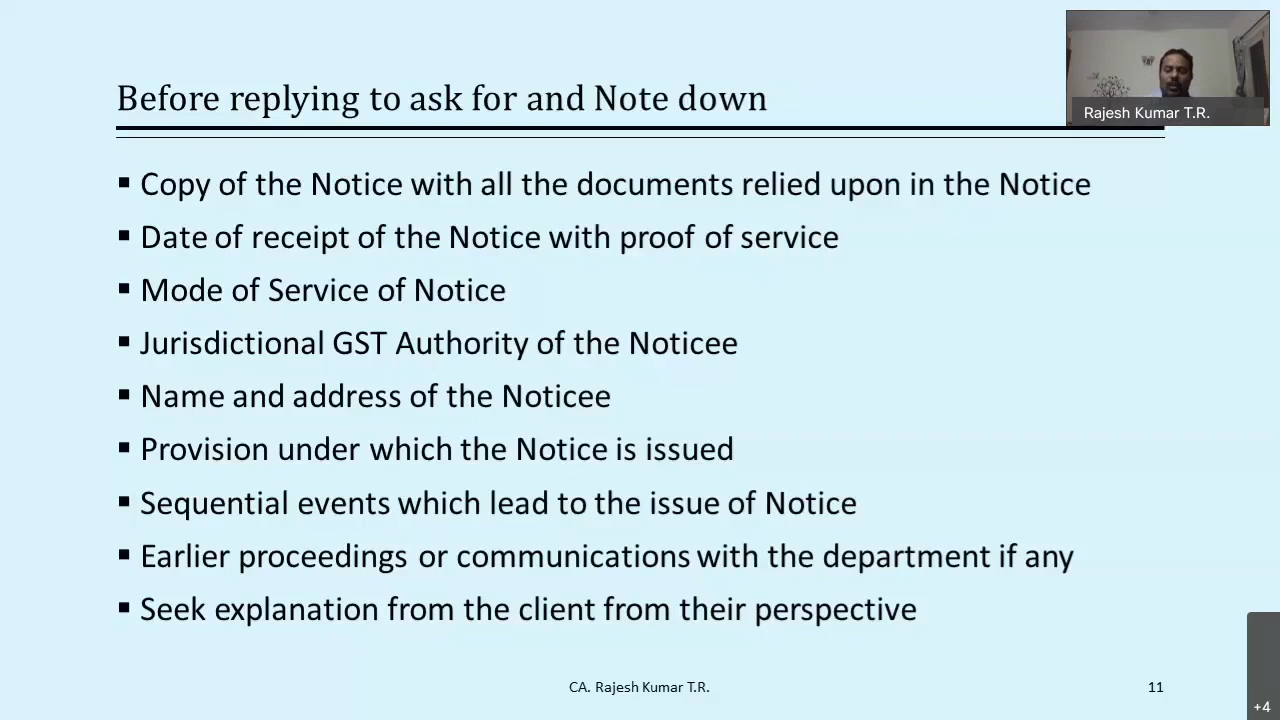 Before replying to ask for and Note down
Rajesh Kumar T.R.
▪ Copy of the Notice with all the documents relied upon in the Notice
▪ Date of receipt of the Notice with proof of service
▪ Mode of Service of Notice
▪ Jurisdictional GST Authority of the Noticee
▪ Name and address of the Noticee
▪ Provision under which the Notice is issued
▪ Sequential events which lead to the issue of Notice
▪ Earlier proceedings or communications with the department if any
▪ Seek explanation from the client from their perspective
CA. Rajesh Kumar T.R.
11
+4